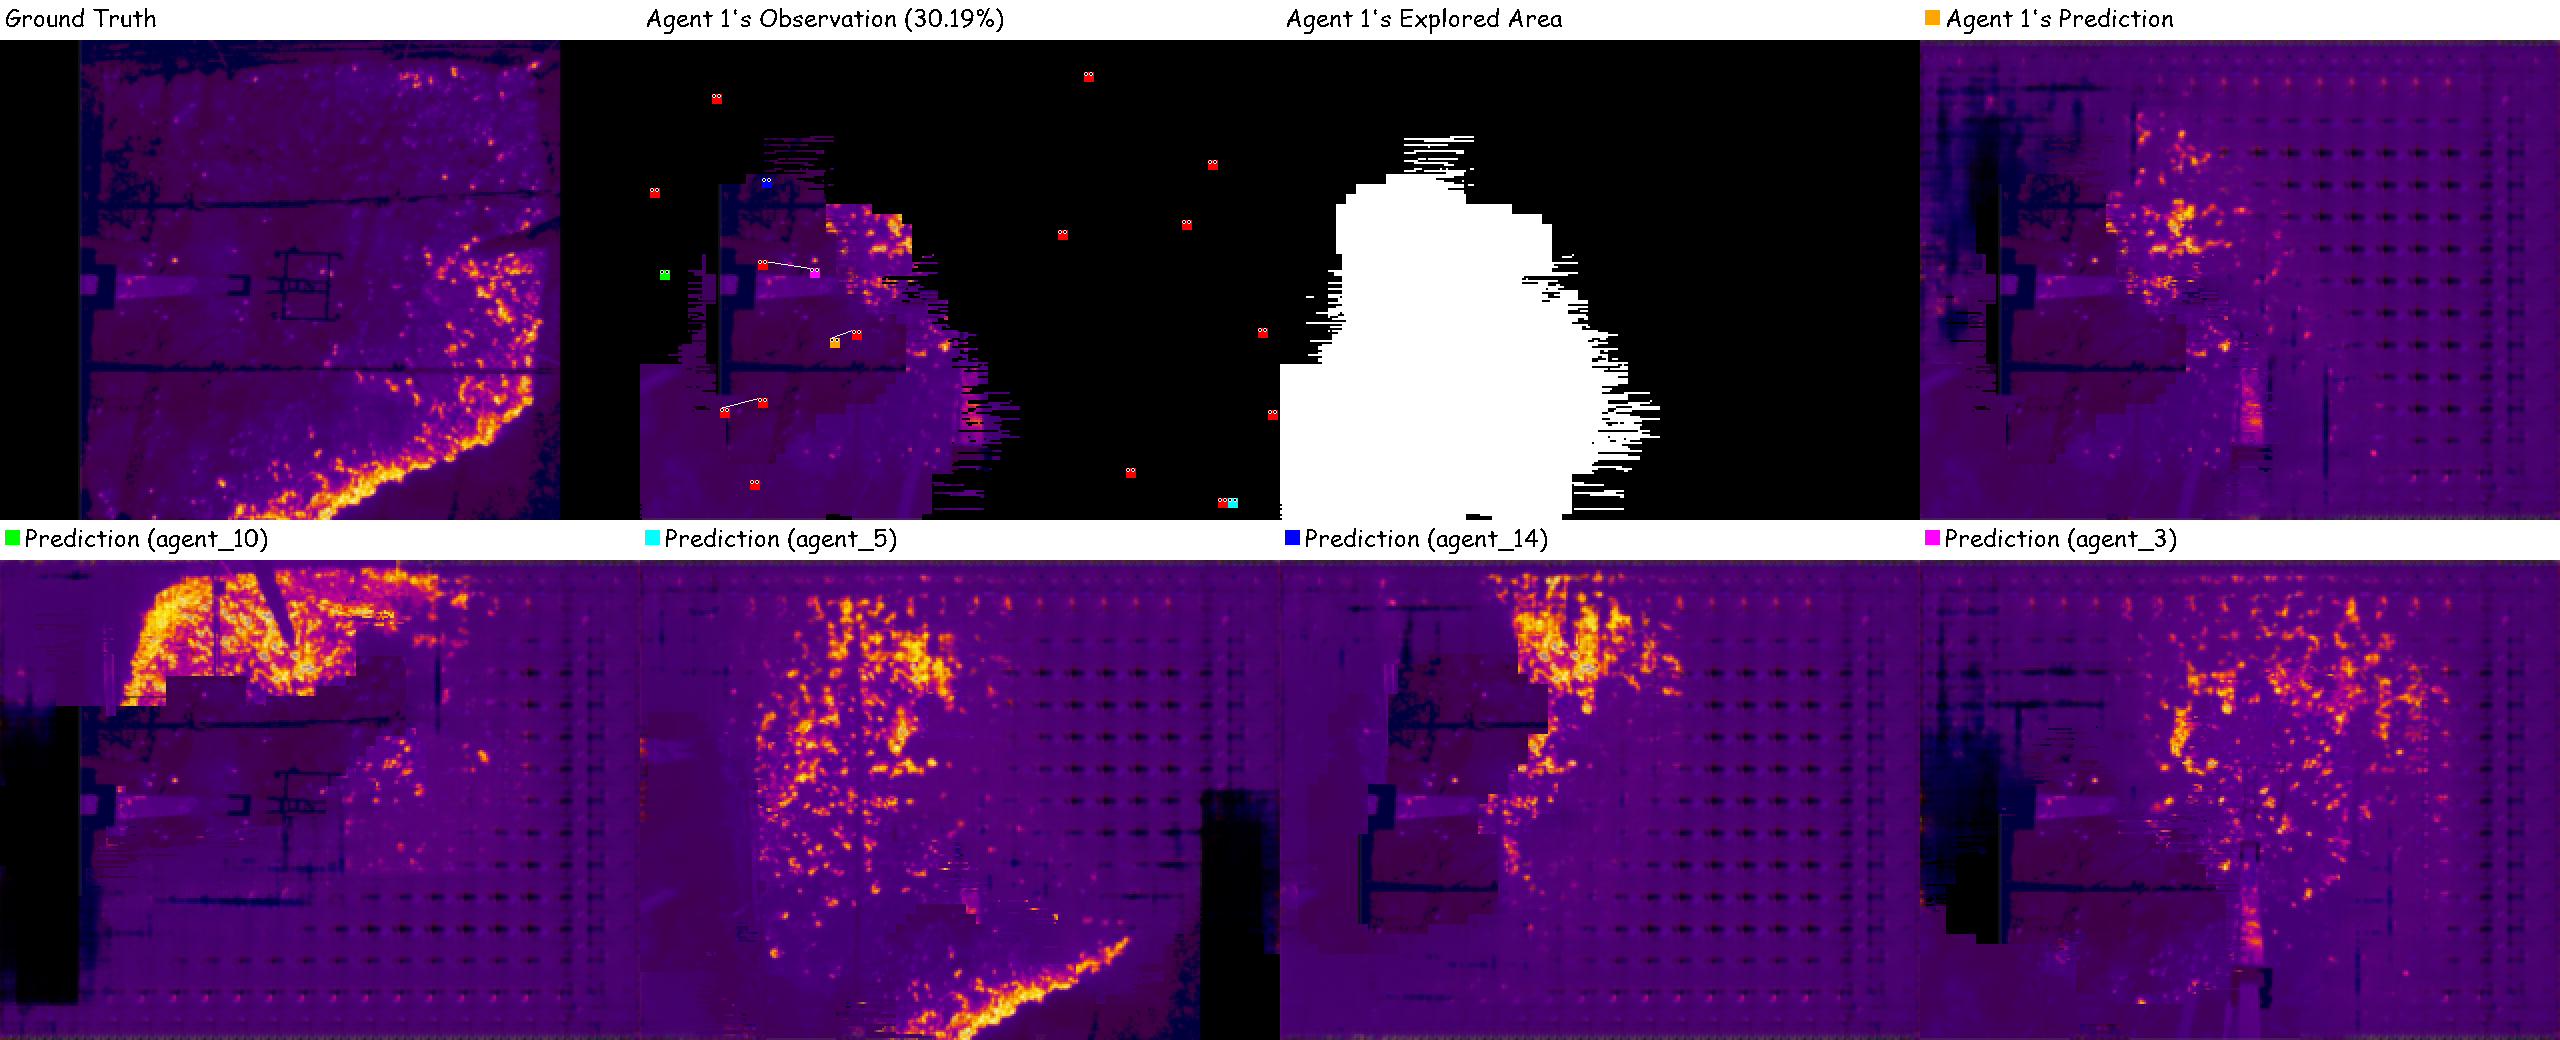 Ground Truth
Agent 1's Observation (30.19%)
Agent 1's Explored Area
Agent 1's Prediction
Prediction (agent_10)
Prediction (agent_5)
Prediction (agent_14)
Prediction (agent_3)